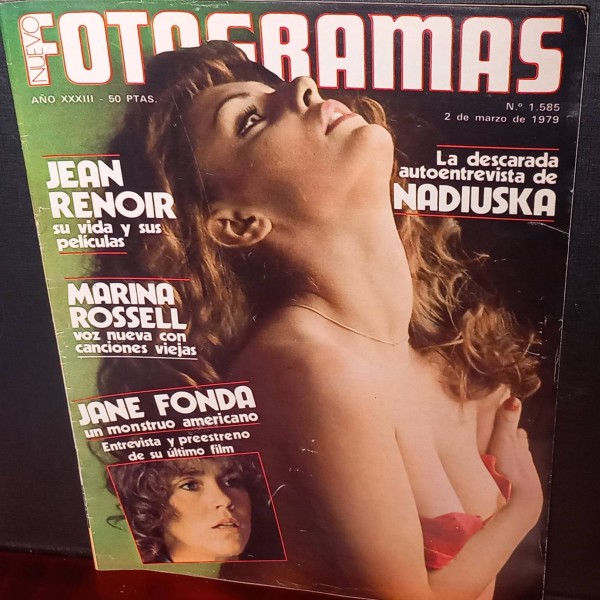 NUEVO
FOTOGRAMAS
AÑO XXXIII - 50 PTAS.
N.º 1.585
2 de marzo de 1979
JEAN
RENOIR
su vida y sus
películas
La descarada
autoentrevista de
NADIUSKA
MARINA
ROSSELL
voz nueva con
canciones viejas
JANE FONDA
un monstruo americano
Entrevista y preestreno
de su último film